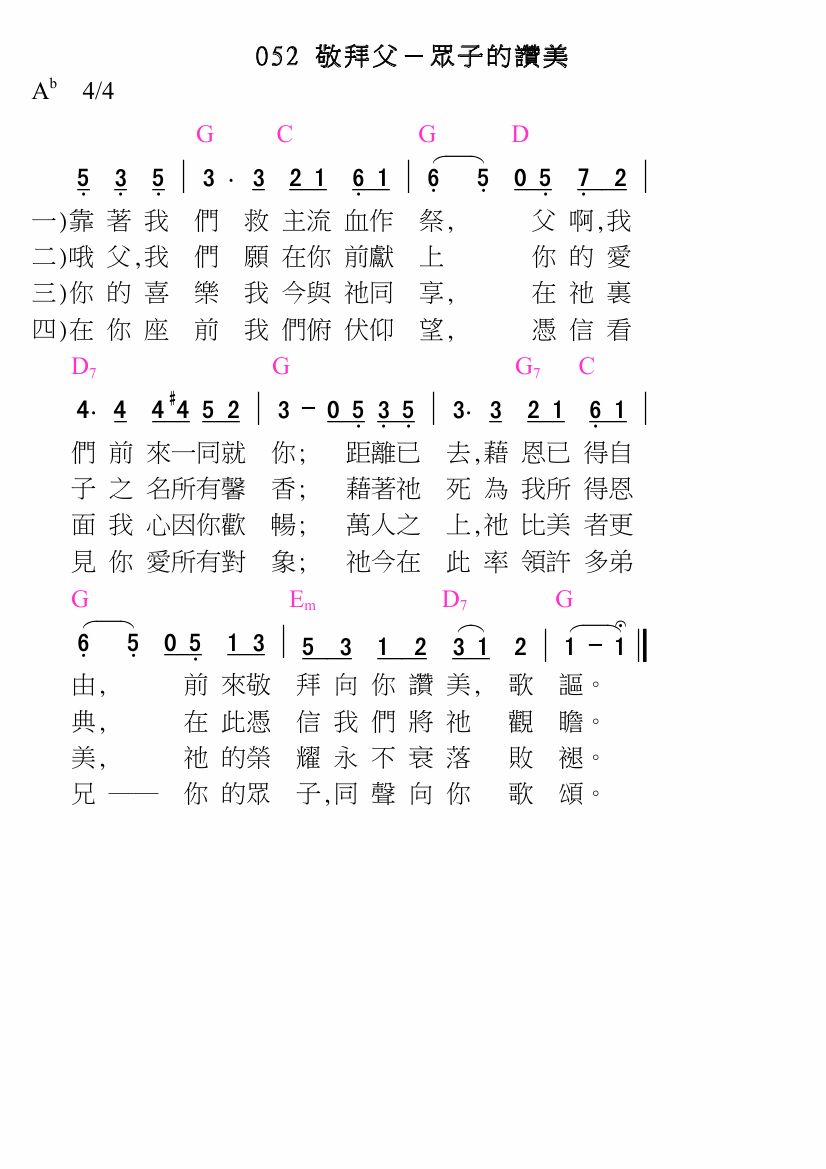 052 敬拜父－眾子的讚美
A♭ 4/4
G C G D
5 3 5 | 3 · 3 2 1 6 1 | 6 5 0 5 7 2 |
一)靠著我們救主流血作祭, 父啊,我
二)哦父,我們願在你前獻上 你的愛
三)你的喜樂我今與祂同享, 在祂裏
四)在你座前我們俯伏仰望, 憑信看
D7 G G7 C
4· 4 4 #4 5 2 | 3 - 0 5 3 5 | 3· 3 2 1 6 1 |
們前來一同就你; 距離已去,藉恩已得自
子之名所有馨香; 藉著祂死為我所得恩
面我心因你歡暢; 萬人之上,祂比美者更
見你愛所有對象; 祂今在此率領許多弟
G Em D7 G
6 5 0 5 1 3 | 5 3 1 2 3 1 2 | 1 - 1 ‖
由, 前來敬拜向你讚美, 歌謳。
典, 在此憑信我們將祂觀瞻。
美, 祂的榮耀永不衰落敗褪。
兄 —— 你的眾子,同聲向你歌頌。